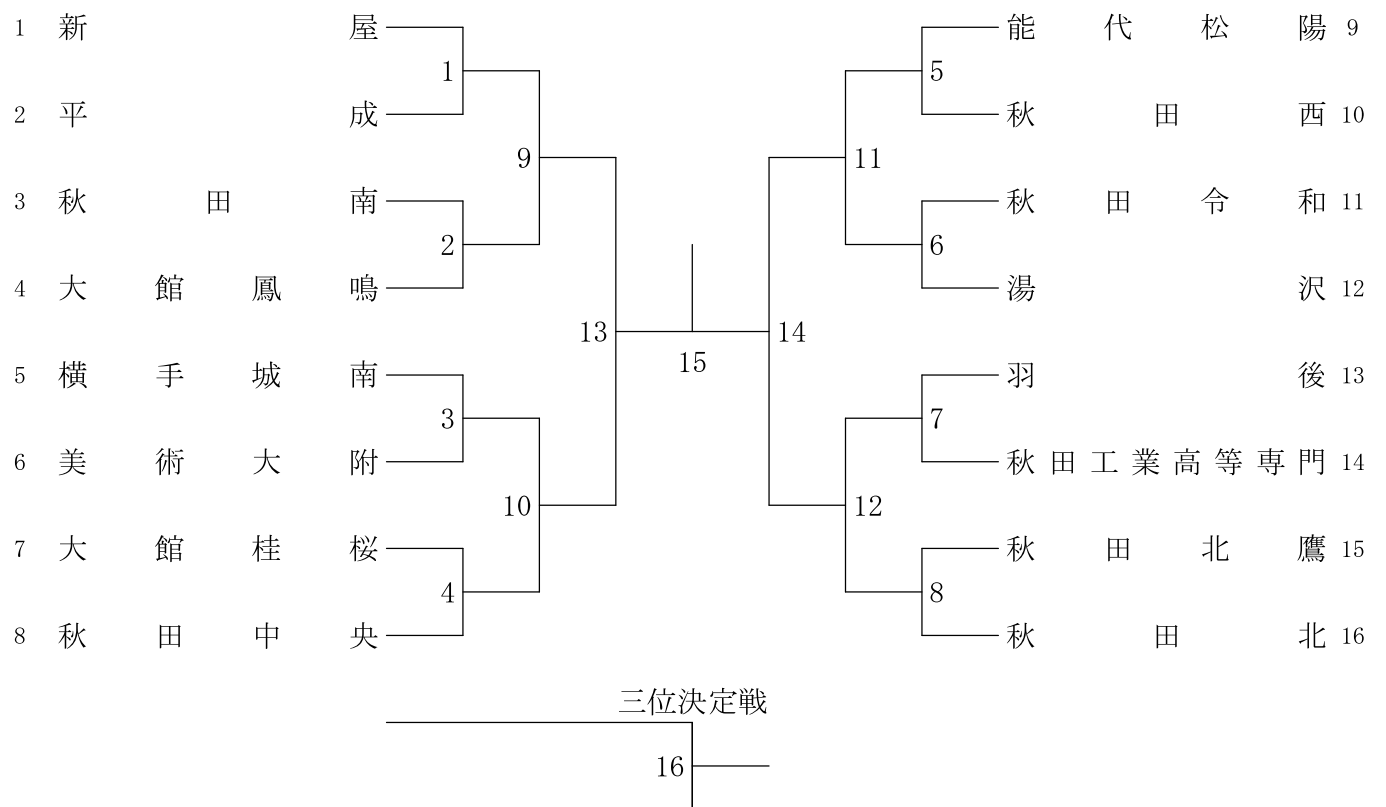 1 新屋 能代松陽 9
1 5
2 平成 秋田西 10
9 11
3 秋田南 秋田令和 11
2 6
4 大館鳳鳴 湯沢 12
13 14
15
5 横手城南 羽後 13
3 7
6 美術大附 秋田工業高等専門 14
10 12
7 大館桂桜 秋田北鷹 15
4 8
8 秋田中央 秋田北 16
三位決定戦
16